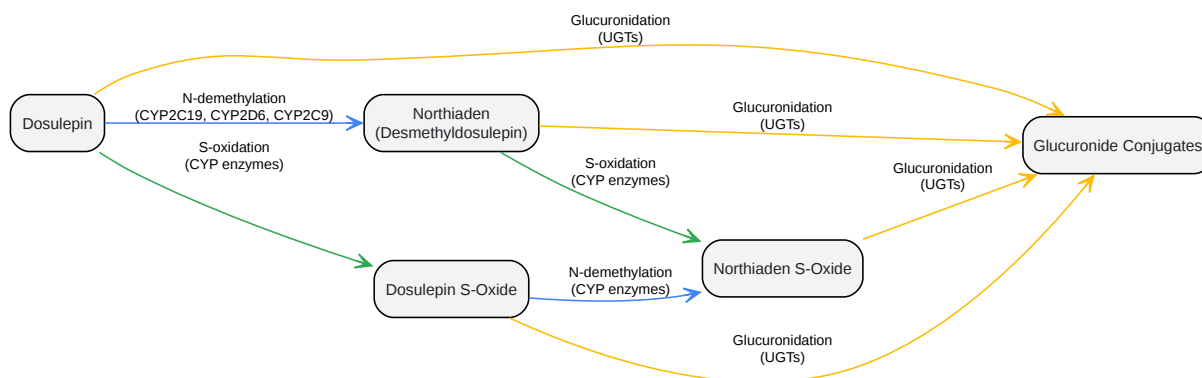 Glucuronidation
(UGTs)
N-demethylation
(CYP2C19, CYP2D6, CYP2C9)
Dosulepin
Northiaden
(Desmethyldosulepin)
Glucuronidation
(UGTs)
Glucuronide Conjugates
S-oxidation
(CYP enzymes)
S-oxidation
(CYP enzymes)
Glucuronidation
(UGTs)
Northiaden S-Oxide
Dosulepin S-Oxide
N-demethylation
(CYP enzymes)
Glucuronidation
(UGTs)